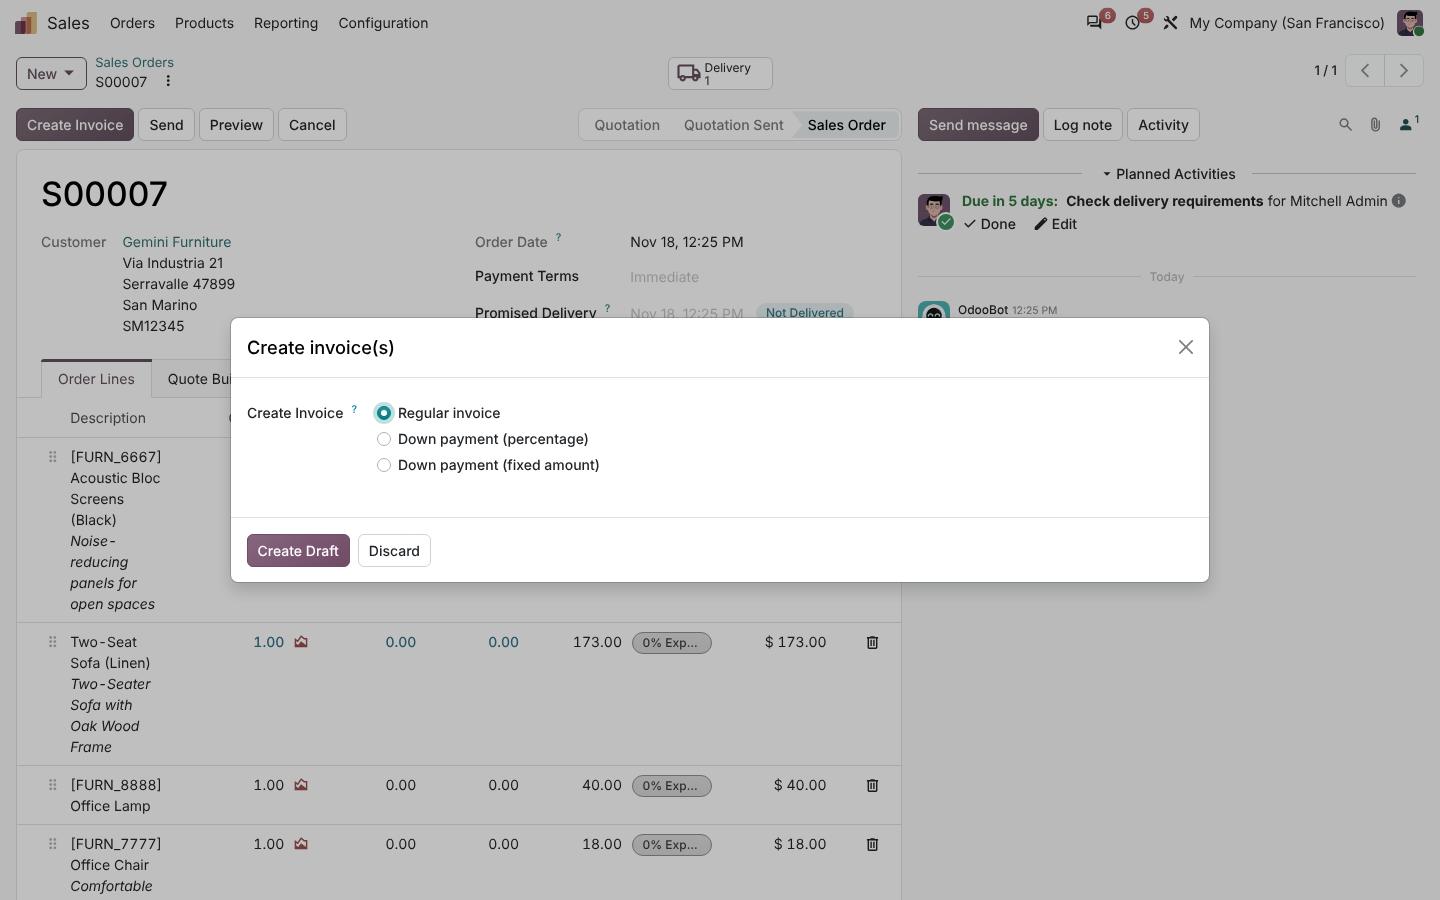 Sales
Orders
Products
Reporting
Configuration
6
5
My Company (San Francisco)
New
Sales Orders
S00007
Delivery
1
1 / 1
Create Invoice
Send
Preview
Cancel
Quotation
Quotation Sent
Sales Order
Send message
Log note
Activity
1
S00007
Customer
Gemini Furniture
Via Industria 21
Serravalle 47899
San Marino
SM12345
Order Date ?
Nov 18, 12:25 PM
Payment Terms
Immediate
Promised Delivery ?
Nov 18, 12:25 PM
Not Delivered
Planned Activities
Due in 5 days: Check delivery requirements for Mitchell Admin
Done
Edit
Today
OdooBot 12:25 PM
Order Lines
Quote Bui
Description
Create invoice(s)
Create Invoice ?
Regular invoice
Down payment (percentage)
Down payment (fixed amount)
Create Draft
Discard
[FURN_6667]
Acoustic Bloc
Screens
(Black)
Noise-
reducing
panels for
open spaces
Two-Seat
Sofa (Linen)
Two-Seater
Sofa with
Oak Wood
Frame
1.00
0.00
0.00
173.00
0% Exp...
$ 173.00
[FURN_8888]
Office Lamp
1.00
0.00
0.00
40.00
0% Exp...
$ 40.00
[FURN_7777]
Office Chair
Comfortable
1.00
0.00
0.00
18.00
0% Exp...
$ 18.00